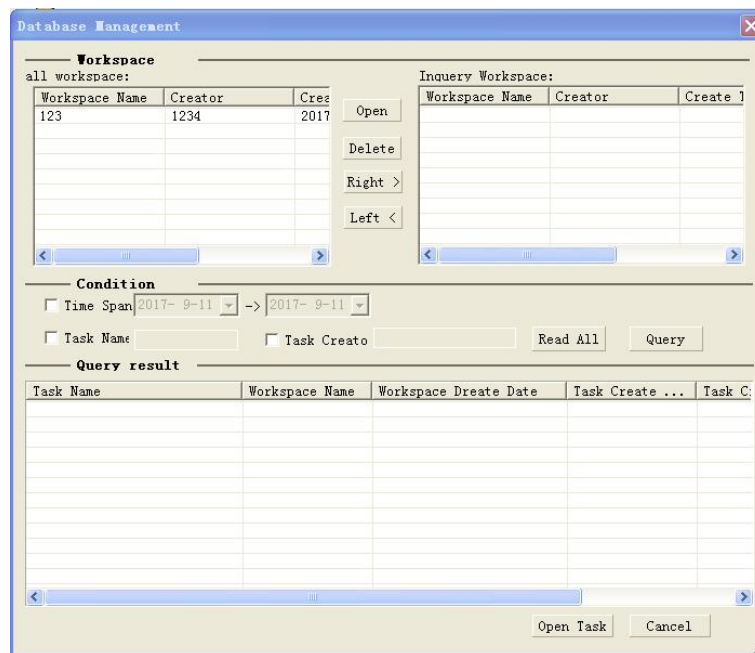 Database Management
Workspace
all workspace:
Inquery Workspace:
Workspace Name Creator Crea
Workspace Name Creator Create T
123 1234 2017
Open
Delete
Right >
Left <
Condition
Time Span 2017- 9-11 -> 2017- 9-11
Task Name Task Creato Read All Query
Query result
Task Name Workspace Name Workspace Dreate Date Task Create ... Task C
Open Task Cancel